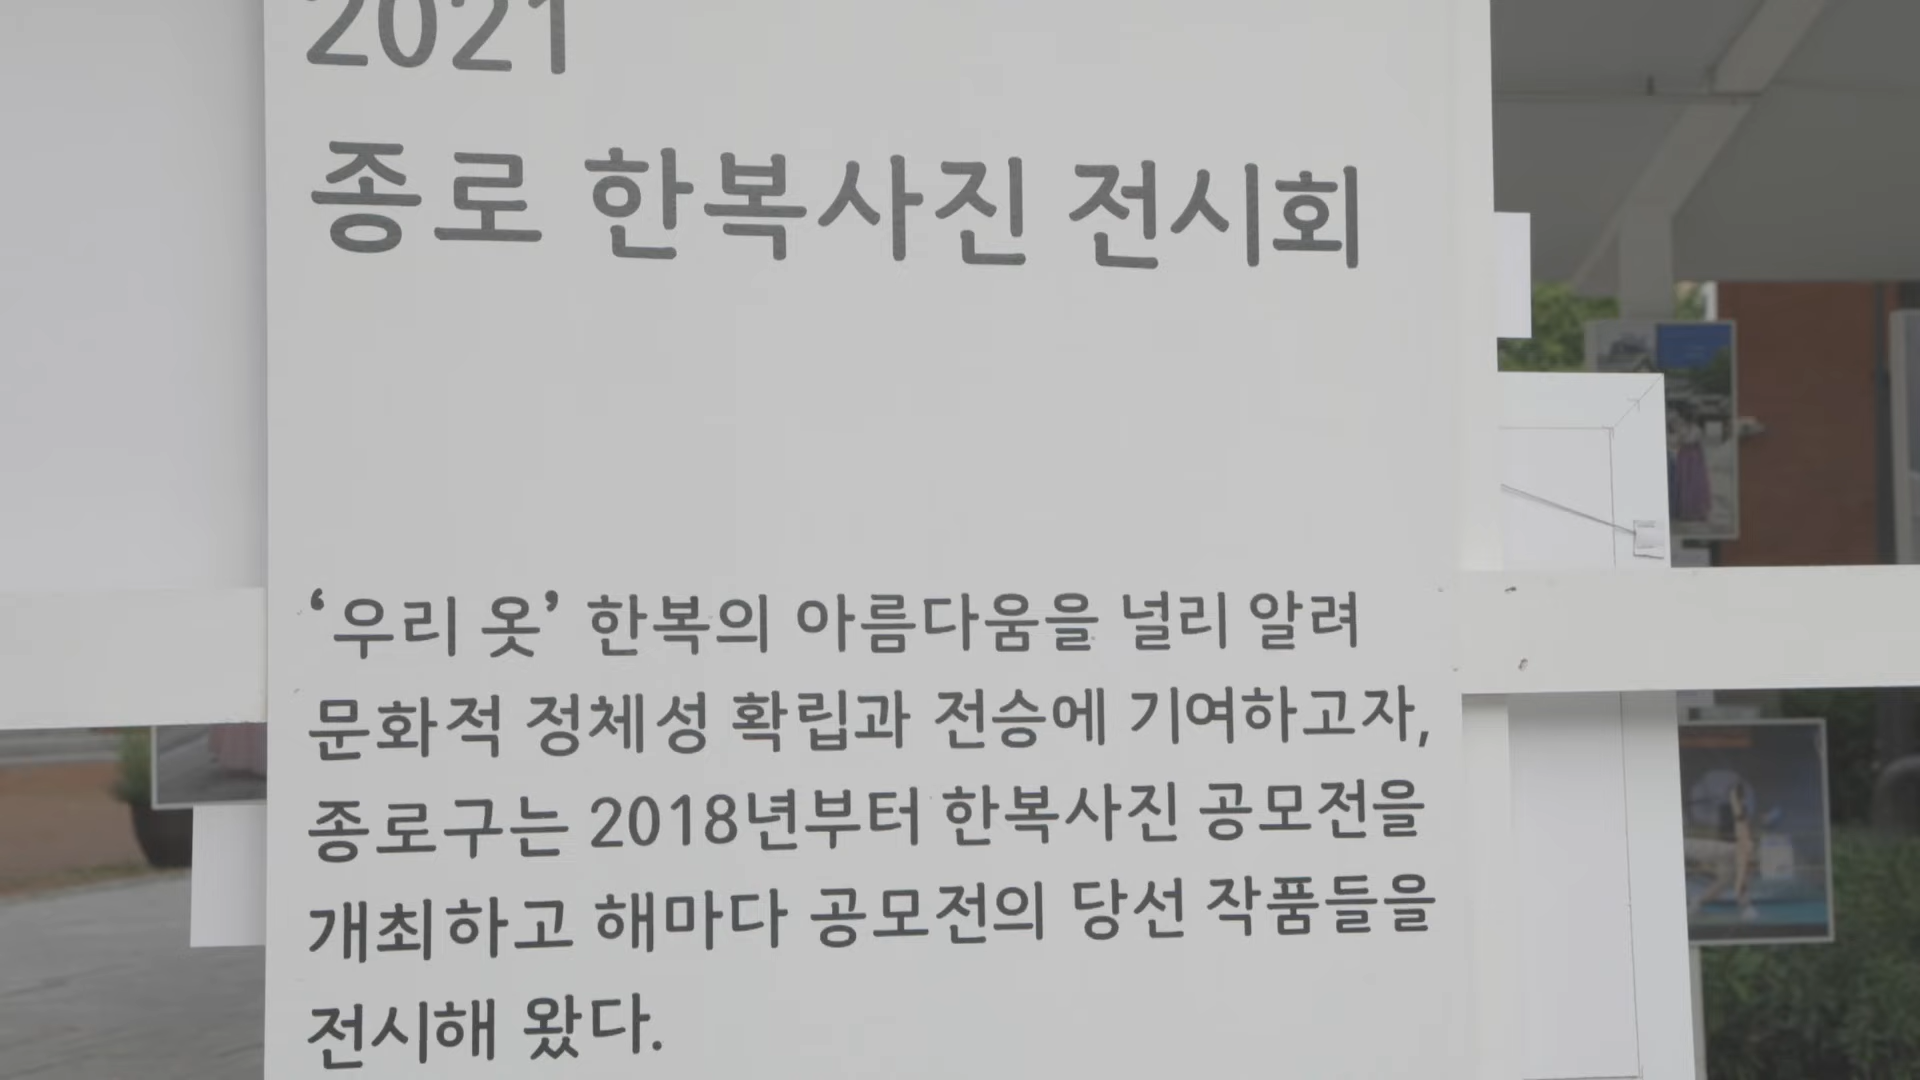 2021
종로 한복사진 전시회
‘우리 옷’ 한복의 아름다움을 널리 알려
문화적 정체성 확립과 전승에 기여하고자,
종로구는 2018년부터 한복사진 공모전을
개최하고 해마다 공모전의 당선 작품들을
전시해 왔다.